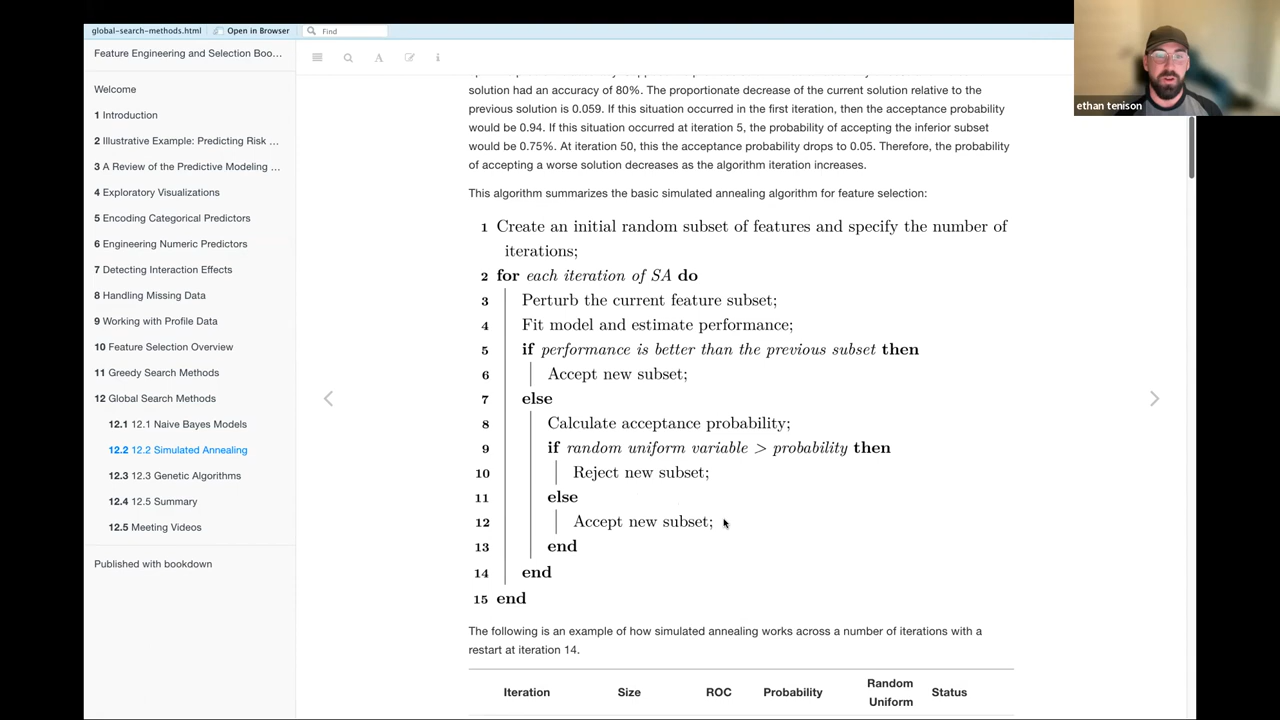 global-search-methods.html
Open in Browser
Find
Feature Engineering and Selection Boo...
Welcome
1 Introduction
2 Illustrative Example: Predicting Risk ...
3 A Review of the Predictive Modeling ...
4 Exploratory Visualizations
5 Encoding Categorical Predictors
6 Engineering Numeric Predictors
7 Detecting Interaction Effects
8 Handling Missing Data
9 Working with Profile Data
10 Feature Selection Overview
11 Greedy Search Methods
12 Global Search Methods
12.1 12.1 Naive Bayes Models
12.2 12.2 Simulated Annealing
12.3 12.3 Genetic Algorithms
12.4 12.5 Summary
12.5 Meeting Videos
Published with bookdown
A
i
solution had an accuracy of 80%. The proportionate decrease of the current solution relative to the
previous solution is 0.059. If this situation occurred in the first iteration, then the acceptance probability
would be 0.94. If this situation occurred at iteration 5, the probability of accepting the inferior subset
would be 0.75%. At iteration 50, this the acceptance probability drops to 0.05. Therefore, the probability
of accepting a worse solution decreases as the algorithm iteration increases.
This algorithm summarizes the basic simulated annealing algorithm for feature selection:
1 Create an initial random subset of features and specify the number of
iterations;
2 for each iteration of SA do
3 Perturb the current feature subset;
4 Fit model and estimate performance;
5 if performance is better than the previous subset then
6 Accept new subset;
7 else
8 Calculate acceptance probability;
9 if random uniform variable > probability then
10 Reject new subset;
11 else
12 Accept new subset;
13 end
14 end
15 end
The following is an example of how simulated annealing works across a number of iterations with a
restart at iteration 14.
Iteration Size ROC Probability Random Uniform Status
ethan tenison